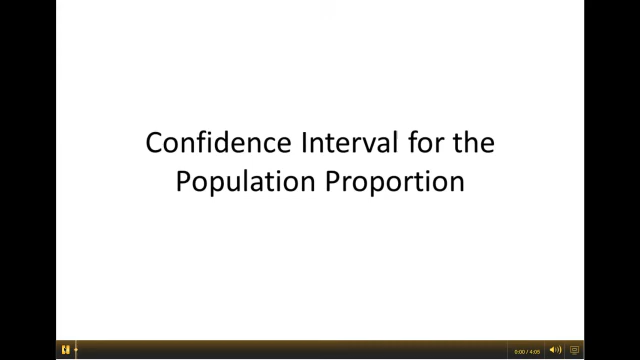 Confidence Interval for the
Population Proportion
0:00 / 4:05